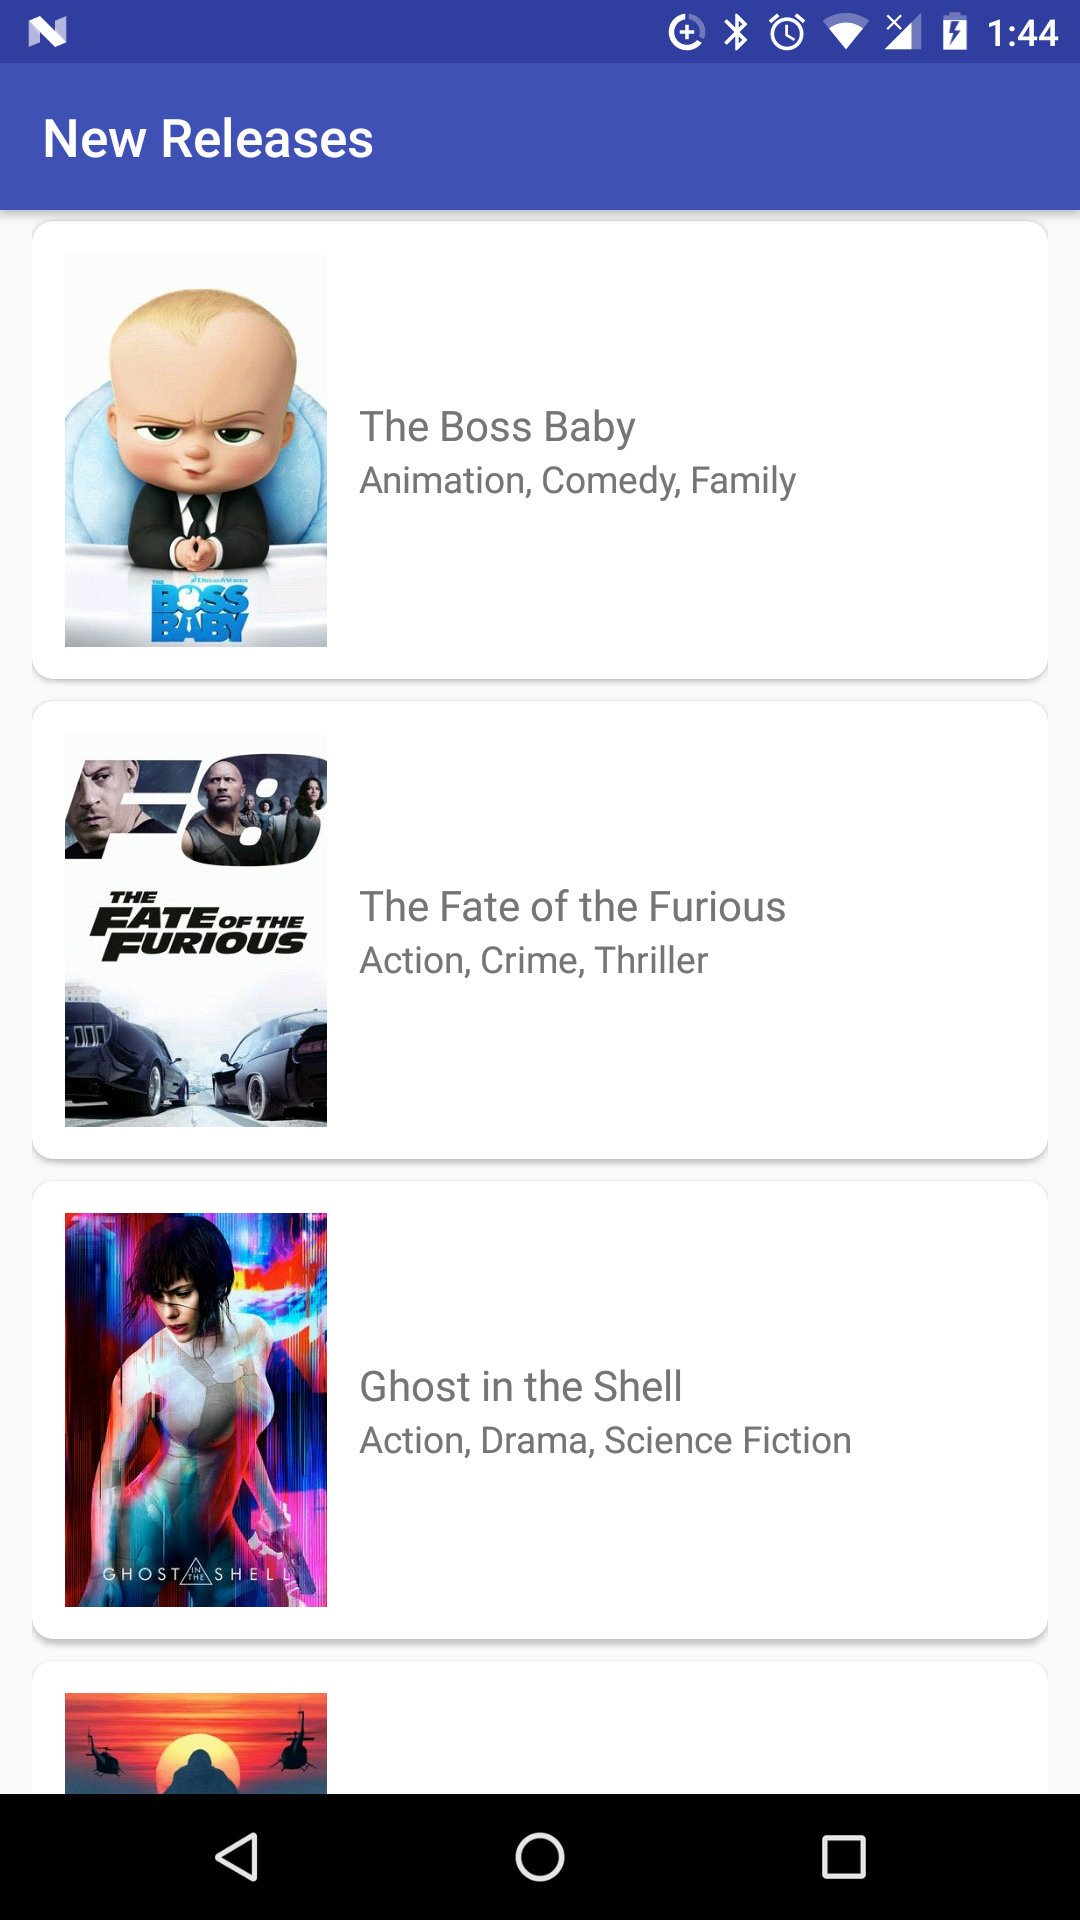 1:44
New Releases
DREAMWORKS
THE
BOSS
BABY
The Boss Baby
Animation, Comedy, Family
F8
THE
FATE OF THE
FURIOUS
The Fate of the Furious
Action, Crime, Thriller
GHOST IN THE SHELL
Ghost in the Shell
Action, Drama, Science Fiction